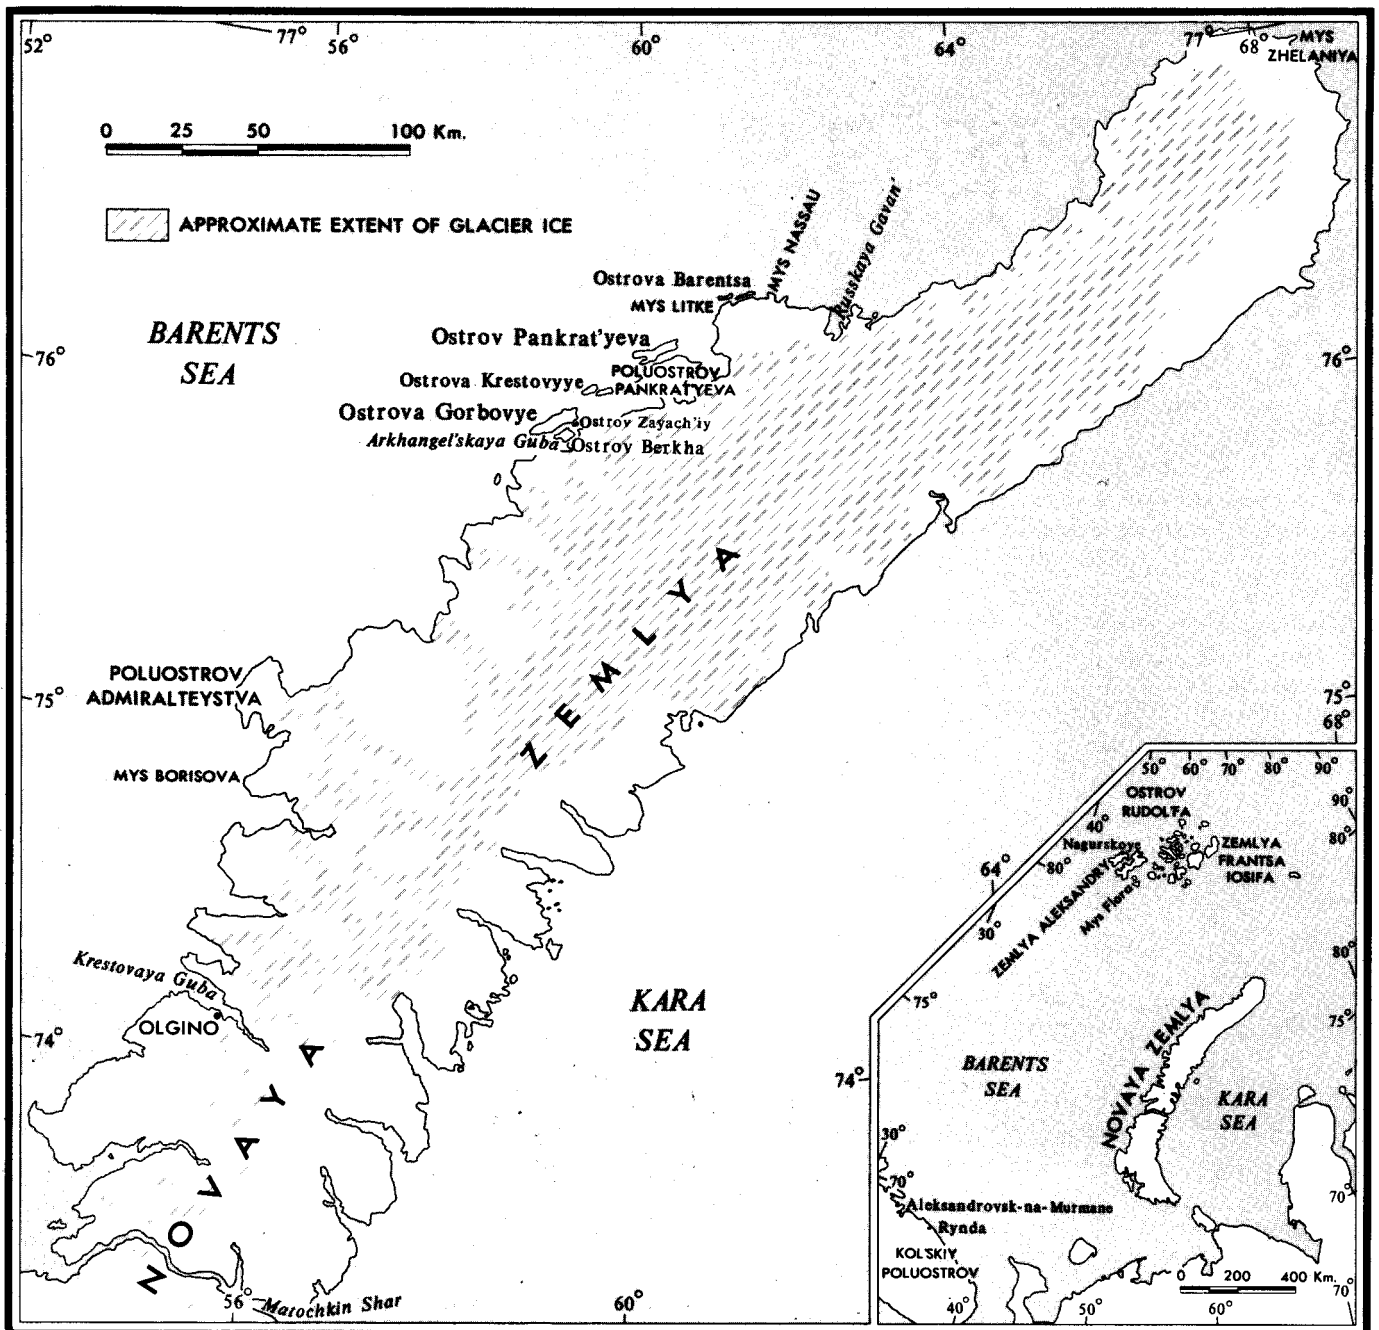 52°
77°
56°
60°
64°
77°
68°
MYS
ZHELANIYA
0 25 50 100 Km.
APPROXIMATE EXTENT OF GLACIER ICE
MYS NASSAU
Russkaya Gavan'
Ostrova Barentsa
MYS LITKE
BARENTS
SEA
Ostrov Pankrat'yeva
76°
76°
POLUOSTROV
PANKRAT'YEVA
Ostrova Krestovyye
Ostrova Gorbovye
Ostrov Zayach'iy
Arkhangel'skaya Guba
Ostrov Berkha
NOVAYA ZEMLYA
POLUOSTROV
ADMIRALTEYSTVA
75°
75°
68°
MYS BORISOVA
Krestovaya Guba
OLGINO
74°
KARA
SEA
74°
56°
Matochkin Shar
60°
64°
50° 60° 70° 80° 90°
OSTROV
RUDOLFA
90°
40°
80°
Nagurskoye
80°
ZEMLYA
FRANTSA
IOSIFA
ZEMLYA ALEKSANDRY
Mys Flora
30°
80°
75°
75°
NOVAYA ZEMLYA
BARENTS
SEA
KARA
SEA
30°
70°
70°
Aleksandrovsk-na-Murmane
Rynda
KOL'SKIY
POLUOSTROV
0 200 400 Km.
70°
40°
50°
60°